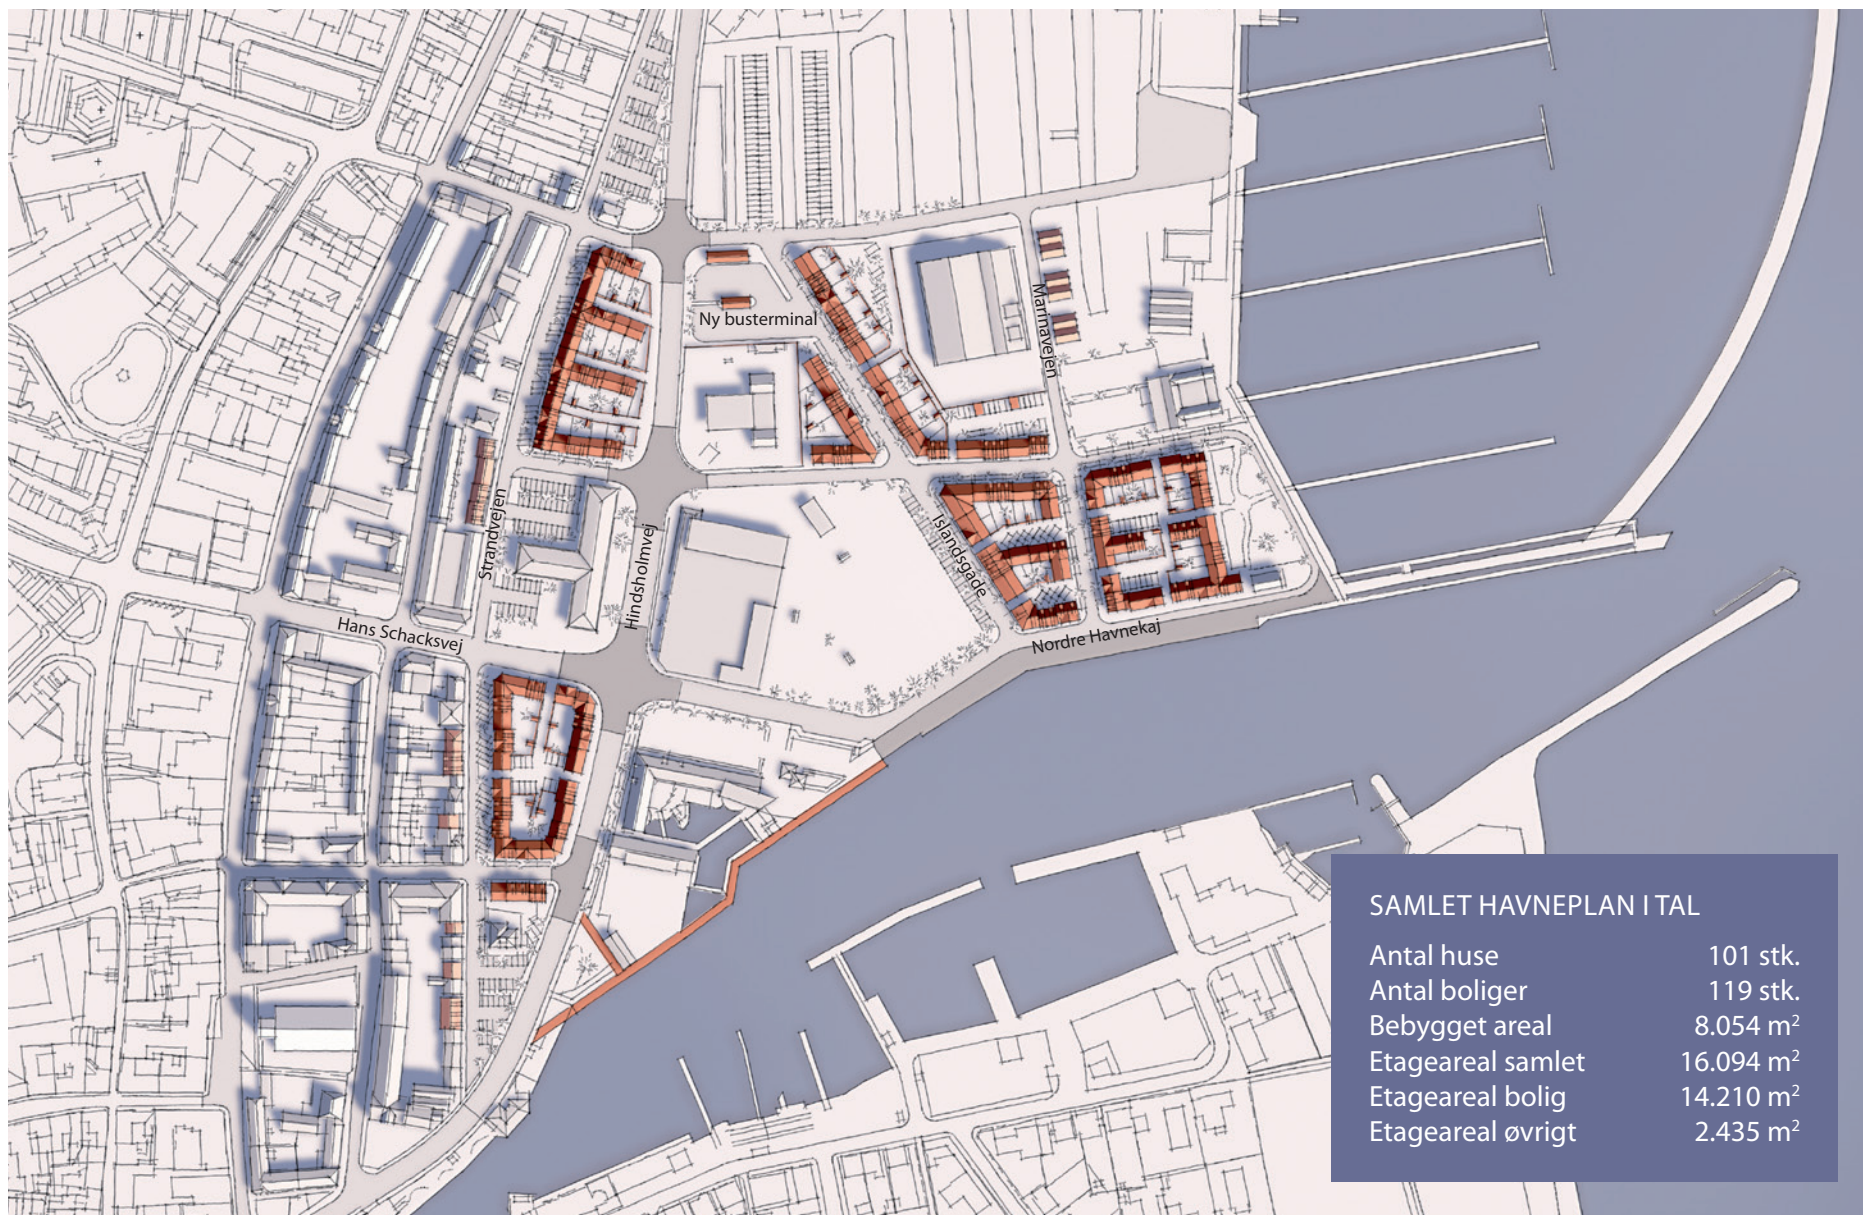 Ny busterminal
Marinavejen
Strandvejen
Hindsholmvej
Islandsgade
Hans Schacksvej
Nordre Havnekaj
SAMLET HAVNEPLAN I TAL
Antal huse 101 stk.
Antal boliger 119 stk.
Bebygget areal 8.054 m²
Etageareal samlet 16.094 m²
Etageareal bolig 14.210 m²
Etageareal øvrigt 2.435 m²